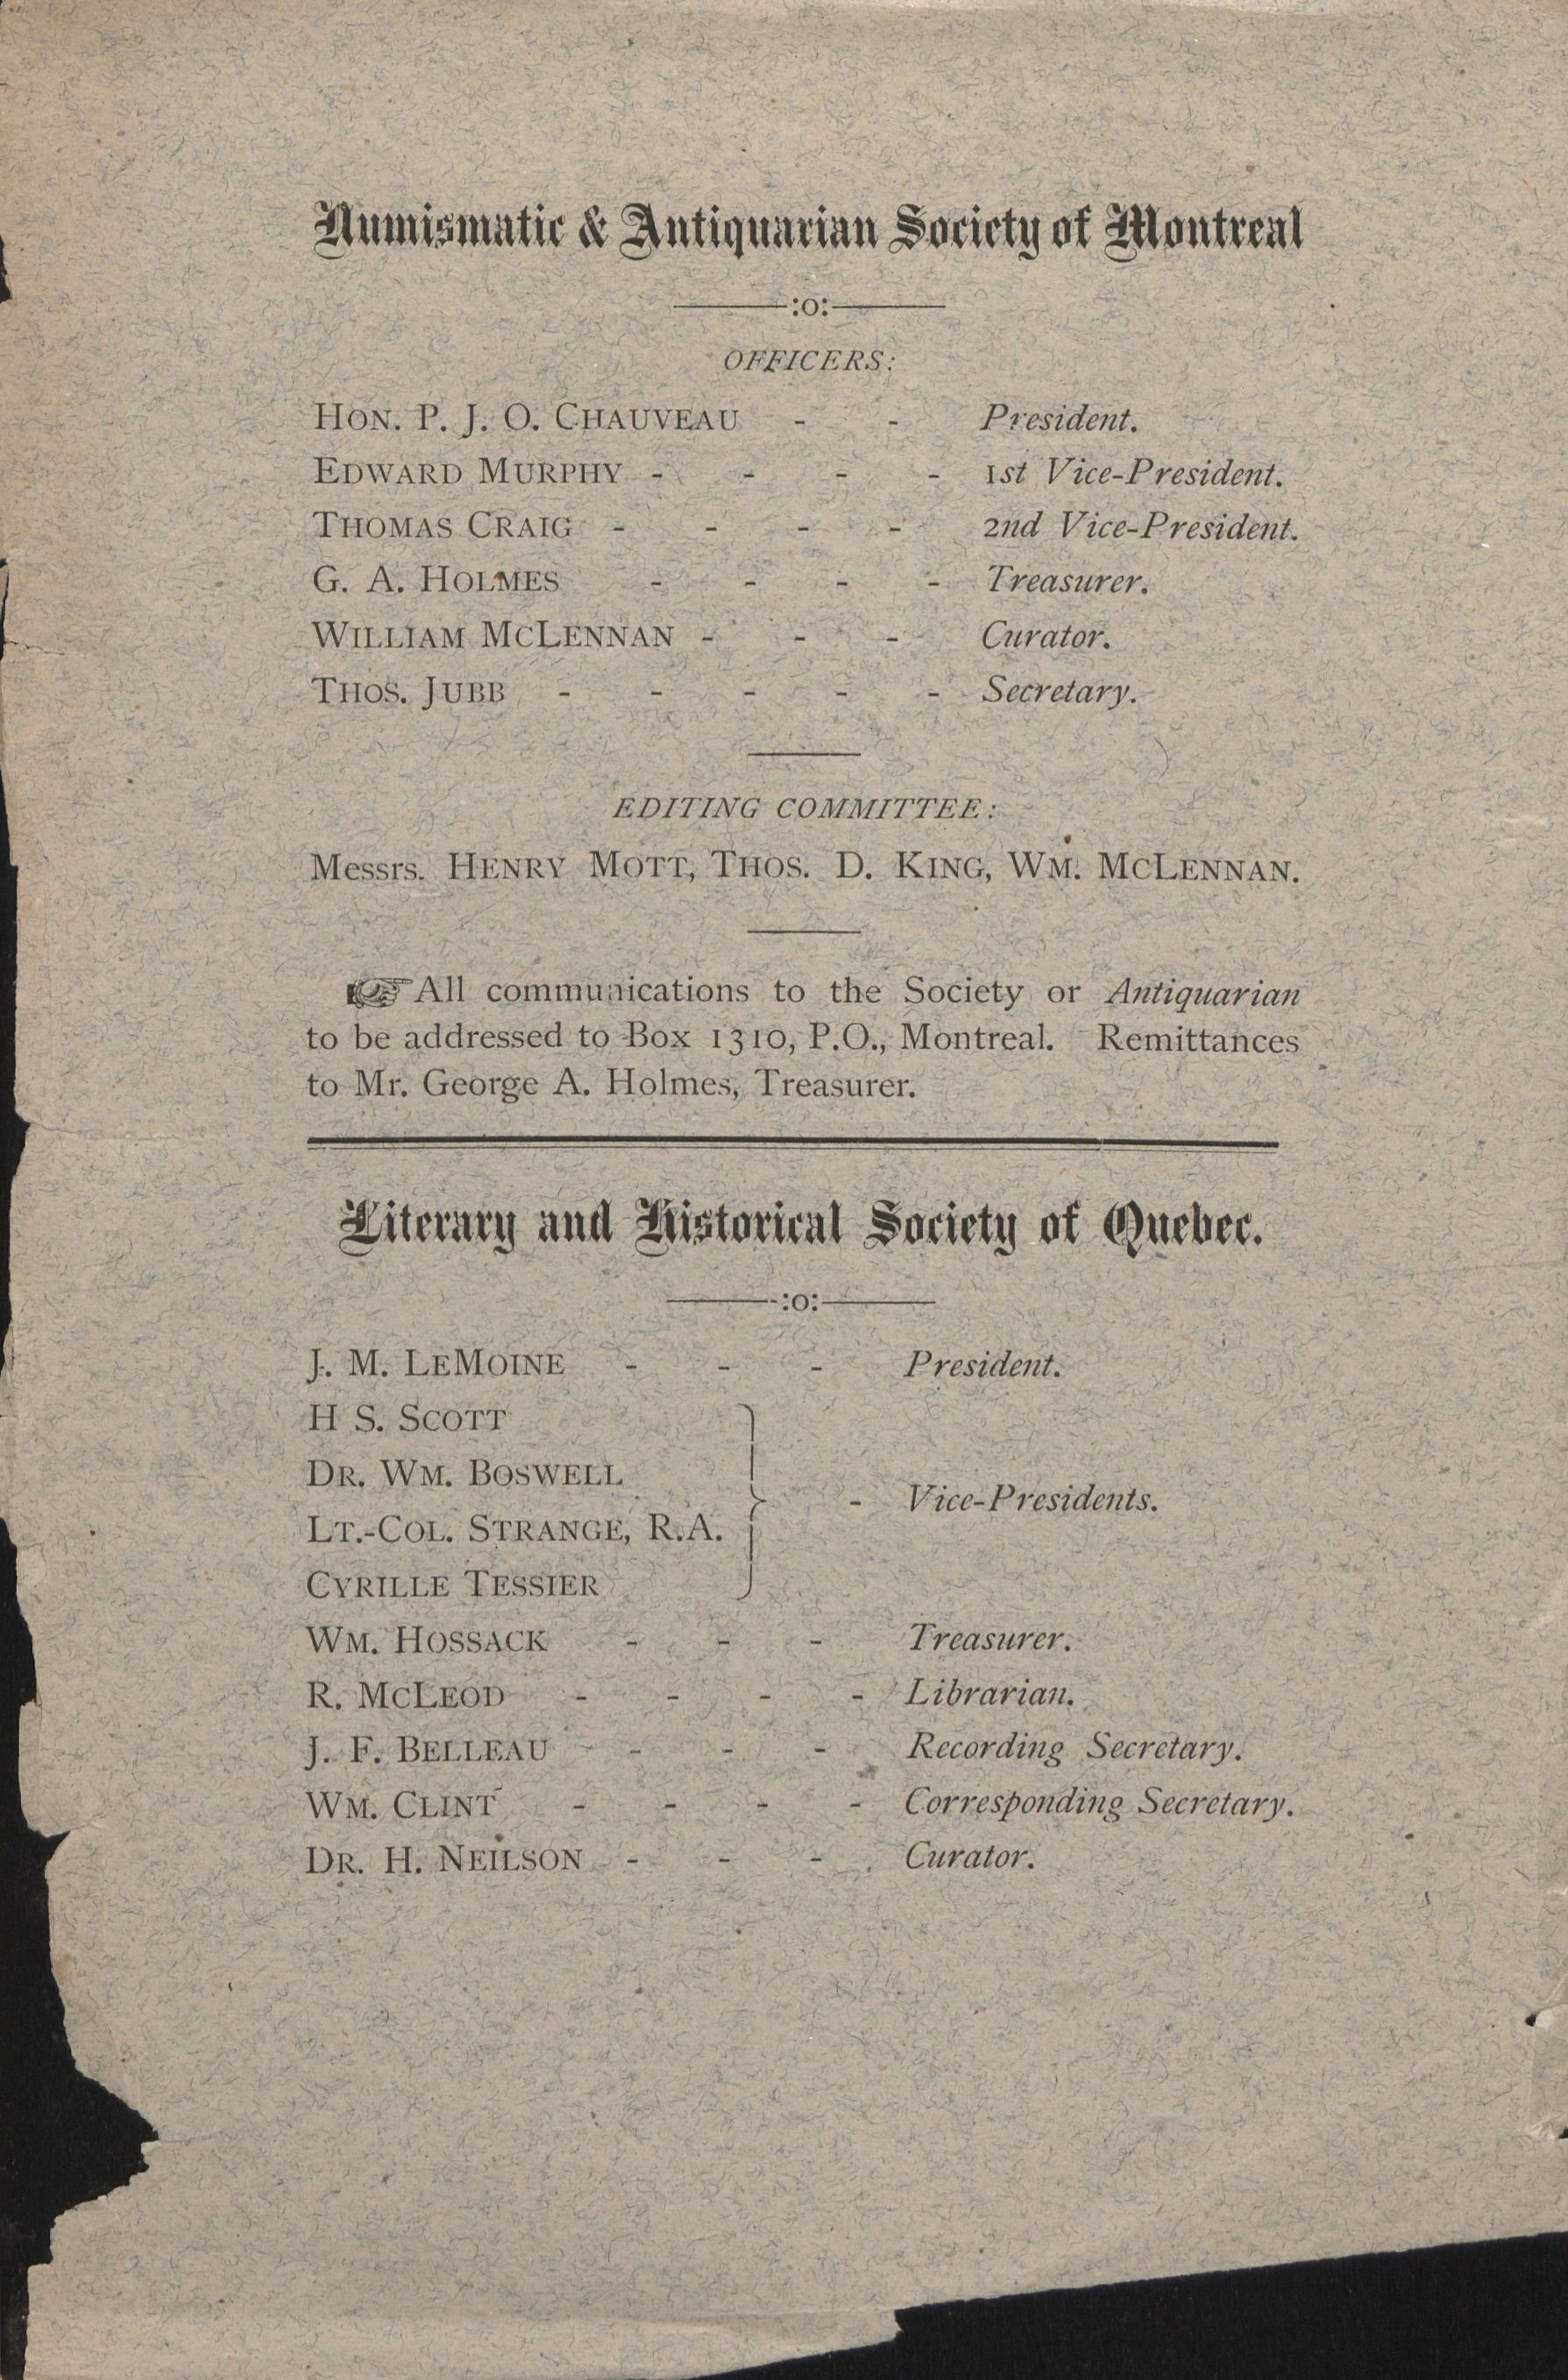 Numismatic & Antiquarian Society of Montreal
:o:
OFFICERS:
HON. P. J. O. CHAUVEAU - - President.
EDWARD MURPHY - - - - 1st Vice-President.
THOMAS CRAIG - - - - 2nd Vice-President.
G. A. HOLMES - - - - Treasurer.
WILLIAM MCLENNAN - - - Curator.
THOS. JUBB - - - - - Secretary.
EDITING COMMITTEE:
Messrs. HENRY MOTT, THOS. D. KING, WM. MCLENNAN.
☞ All communications to the Society or Antiquarian
to be addressed to Box 1310, P.O., Montreal. Remittances
to Mr. George A. Holmes, Treasurer.
Literary and Historical Society of Quebec.
:o:
J. M. LEMOINE - - - President.
H S. SCOTT
DR. WM. BOSWELL
- Vice-Presidents.
LT.-COL. STRANGE, R.A.
CYRILLE TESSIER
WM. HOSSACK - - - Treasurer.
R. MCLEOD - - - - Librarian.
J. F. BELLEAU - - - Recording Secretary.
WM. CLINT - - - - Corresponding Secretary.
DR. H. NEILSON - - - Curator.